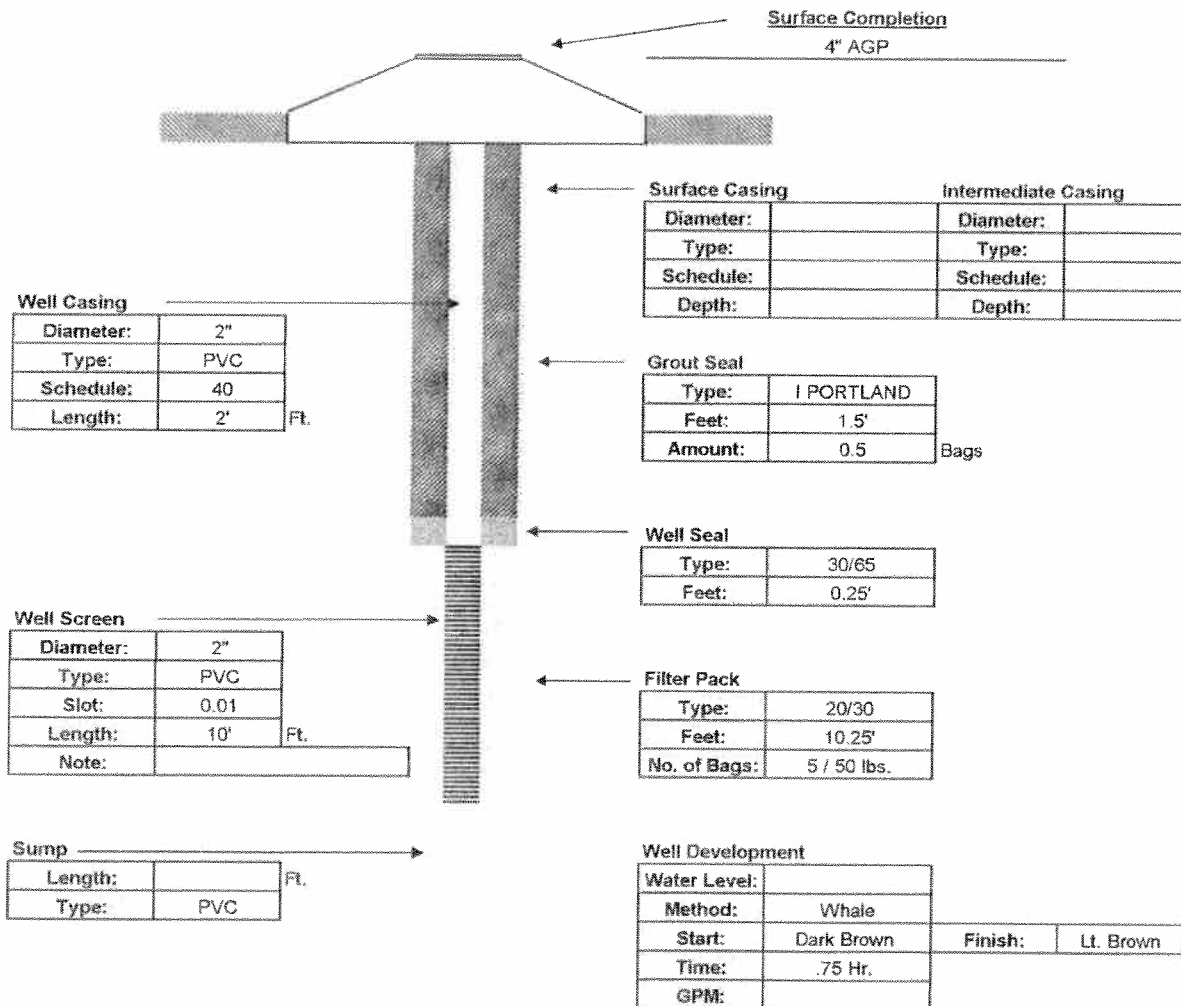 Surface Completion
4" AGP
Surface Casing Intermediate Casing
Diameter: Diameter:
Type: Type:
Schedule: Schedule:
Depth: Depth:
Well Casing
Diameter: 2"
Type: PVC
Schedule: 40
Length: 2' Ft.
Grout Seal
Type: I PORTLAND
Feet: 1.5'
Amount: 0.5 Bags
Well Seal
Type: 30/65
Feet: 0.25'
Well Screen
Diameter: 2"
Type: PVC
Slot: 0.01
Length: 10' Ft.
Note:
Filter Pack
Type: 20/30
Feet: 10.25'
No. of Bags: 5 / 50 lbs.
Sump
Length: Ft.
Type: PVC
Well Development
Water Level:
Method: Whale
Start: Dark Brown Finish: Lt. Brown
Time: .75 Hr.
GPM: